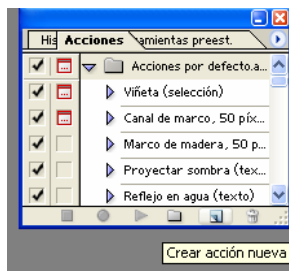 His Acciones amientas preest.
Acciones por defecto.a...
Viñeta (selección)
Canal de marco, 50 píx...
Marco de madera, 50 p...
Proyectar sombra (tex...
Reflejo en agua (texto)
Crear acción nueva